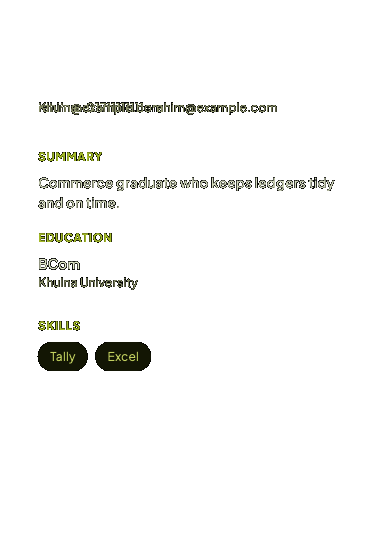 SUMMARY
Commerce graduate who keeps ledgers tidy
and on time.
EDUCATION
BCom
Khulna University
SKILLS
Tally
Excel